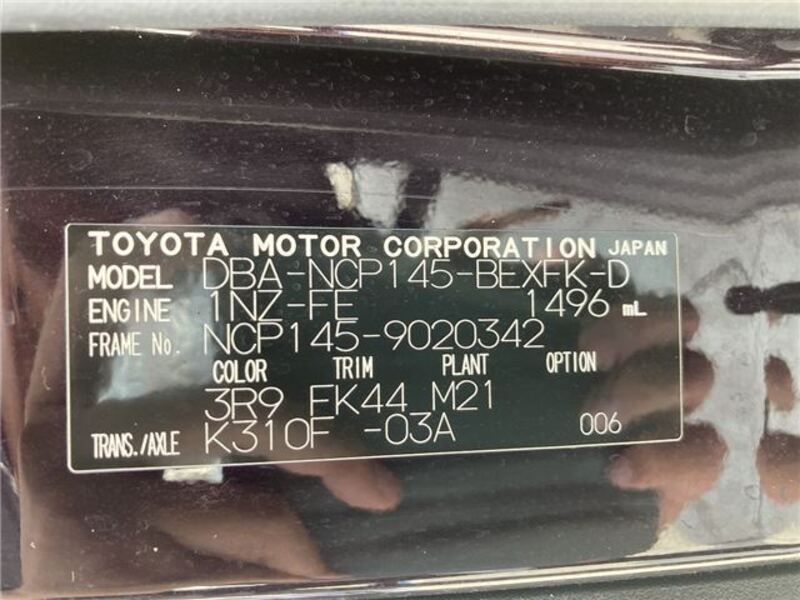 TOYOTA MOTOR CORPORATION JAPAN
MODEL DBA-NCP145-BEXFK-D
ENGINE 1NZ-FE 1496 mL
FRAME No. NCP145-9020342
COLOR TRIM PLANT OPTION
3R9 FK44 M21
TRANS./AXLE K310F -03A 006